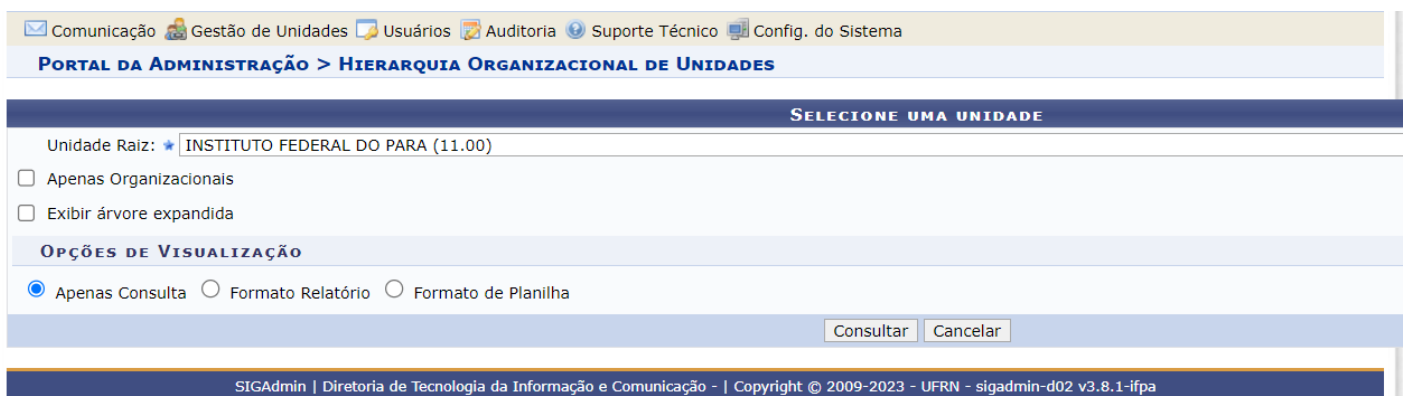 Comunicação Gestão de Unidades Usuários Auditoria Suporte Técnico Config. do Sistema
Portal da Administração > Hierarquia Organizacional de Unidades
Selecione uma unidade
Unidade Raiz: INSTITUTO FEDERAL DO PARA (11.00)
Apenas Organizacionais
Exibir árvore expandida
Opções de Visualização
Apenas Consulta Formato Relatório Formato de Planilha
Consultar Cancelar
SIGAdmin | Diretoria de Tecnologia da Informação e Comunicação - | Copyright © 2009-2023 - UFRN - sigadmin-d02 v3.8.1-ifpa